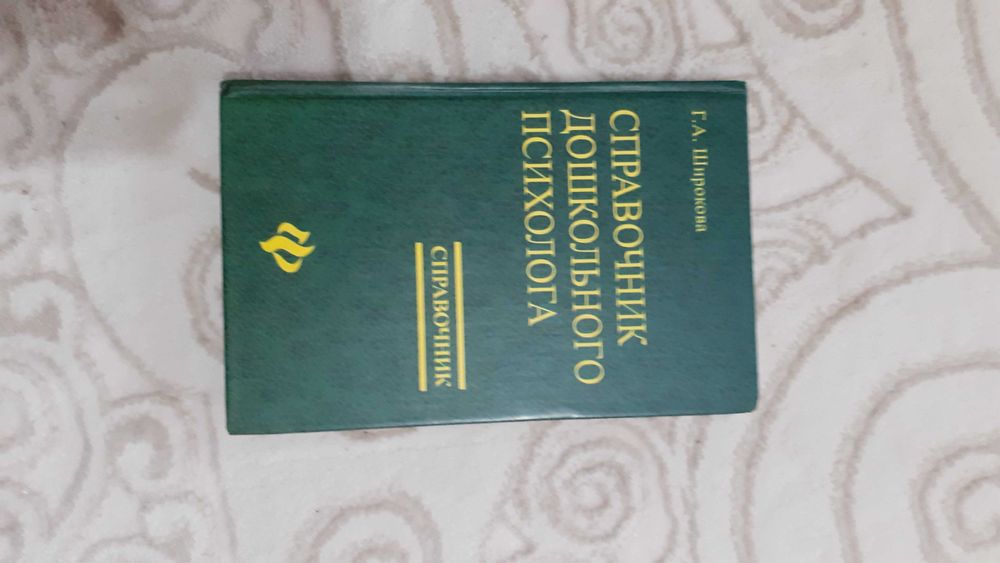 Г.А. Широкова
СПРАВОЧНИК
ДОШКОЛЬНОГО
ПСИХОЛОГА
СПРАВОЧНИК